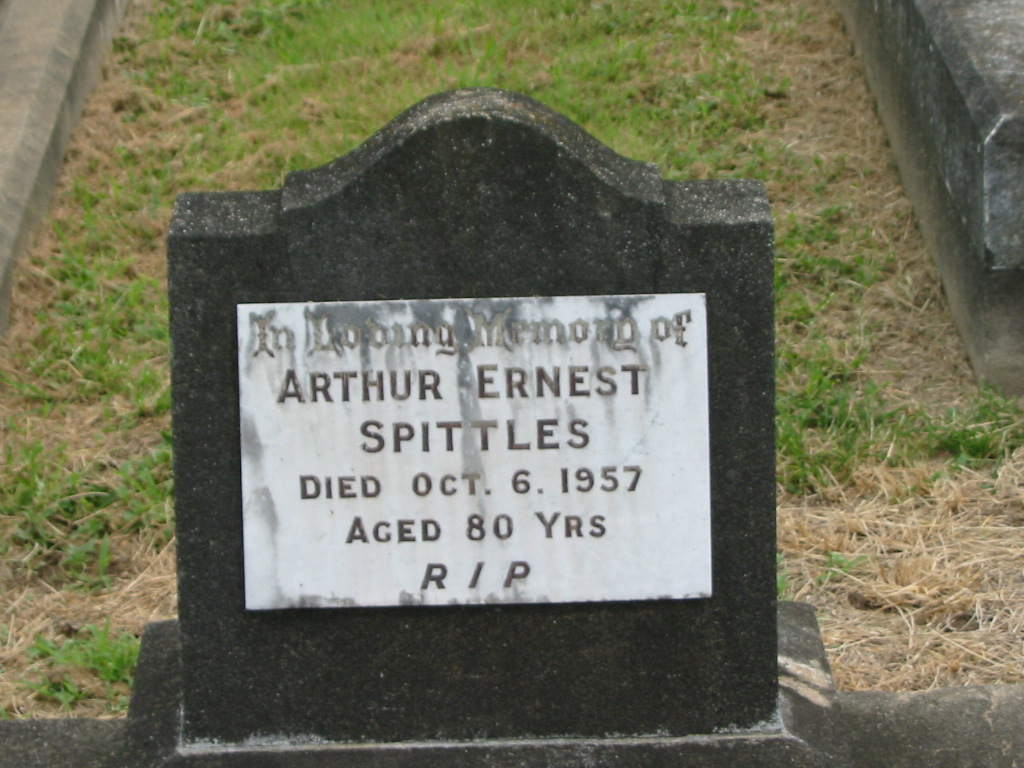 In Loving Memory of
ARTHUR ERNEST
SPITTLES
DIED OCT. 6. 1957
AGED 80 YRS
R I P